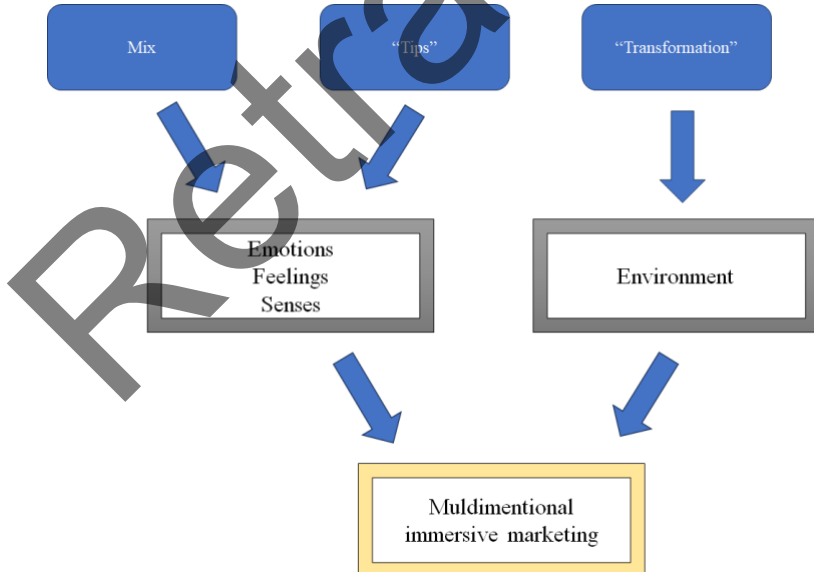 Mix
“Tips”
“Transformation”
Emotions
Feelings
Senses
Environment
Muldimentional
immersive marketing
Retra